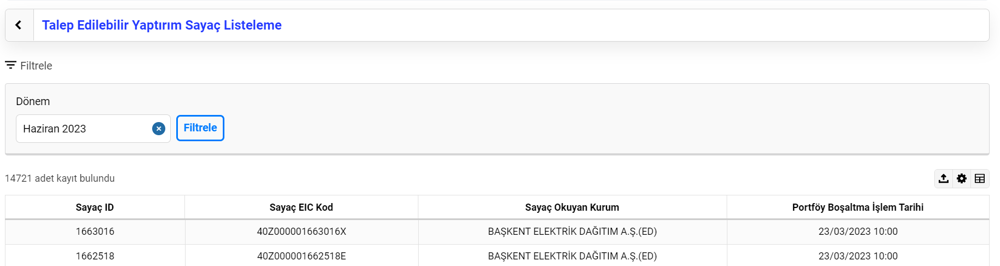 Talep Edilebilir Yaptırım Sayaç Listeleme
Filtrele
Dönem
Haziran 2023
Filtrele
14721 adet kayıt bulundu
Sayaç ID Sayaç EIC Kod Sayaç Okuyan Kurum Portföy Boşaltma İşlem Tarihi
1663016 40Z000001663016X BAŞKENT ELEKTRİK DAĞITIM A.Ş.(ED) 23/03/2023 10:00
1662518 40Z000001662518E BAŞKENT ELEKTRİK DAĞITIM A.Ş.(ED) 23/03/2023 10:00